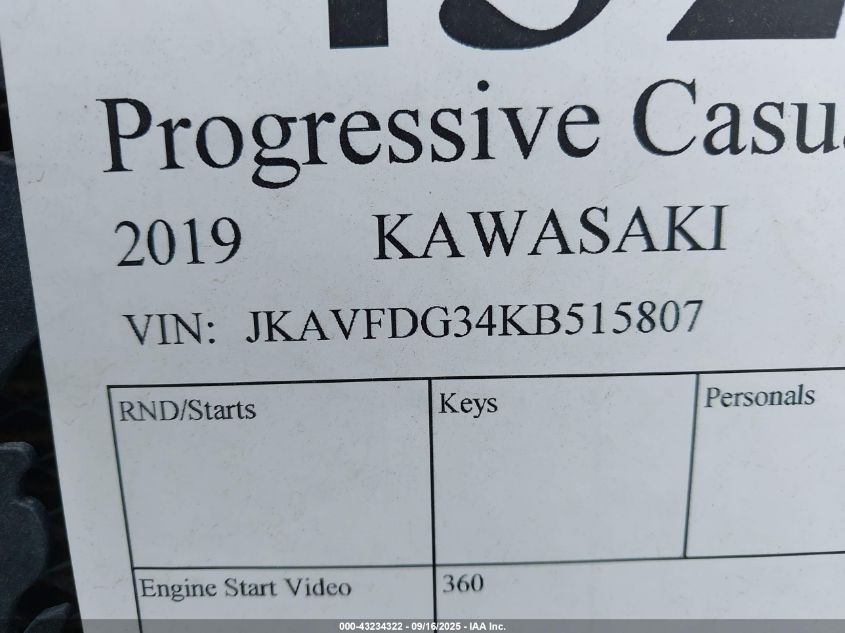 Progressive
2019 KAWASAKI
VIN: JKAVFDG34KB515807
RND/Starts Keys Personals
Engine Start Video 360
000-43234322 - 09/16/2025 - IAA Inc.